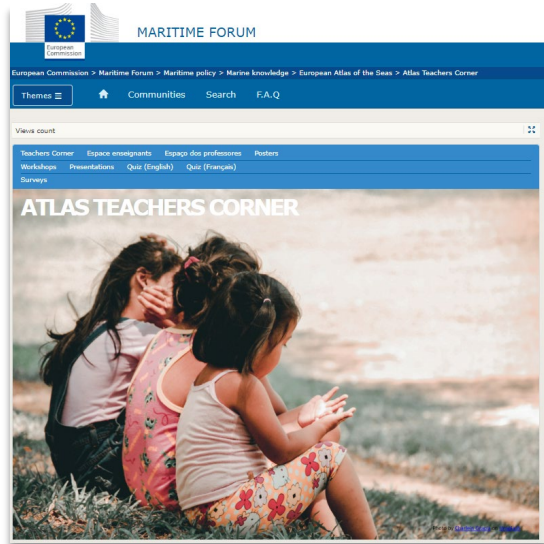 MARITIME FORUM
European
Commission
European Commission > Maritime Forum > Maritime policy > Marine knowledge > European Atlas of the Seas > Atlas Teachers Corner
Themes ☰ Communities Search F.A.Q
Views count
Teachers Corner Espace enseignants Espaço dos professores Posters
Workshops Presentations Quiz (English) Quiz (Français)
Surveys
ATLAS TEACHERS CORNER